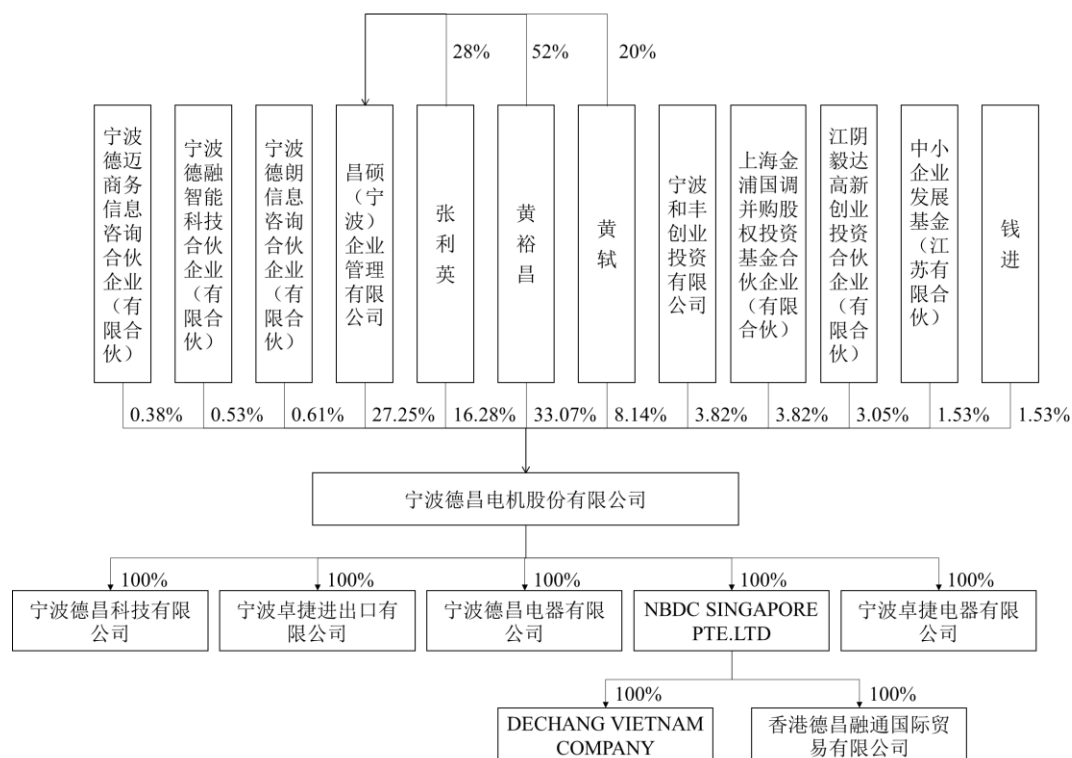 28%
52%
20%
宁波
德迈
商务
信息
咨询
合伙
企业
（有
限合
伙）
宁波
德融
智能
科技
合伙
企业
（有
限合
伙）
宁波
德朗
信息
咨询
合伙
企业
（有
限合
伙）
昌硕
（宁
波）
企业
管理
有限
公司
张
利
英
黄
裕
昌
黄
轼
宁波
和丰
创业
投资
有限
公司
上海金
浦国调
并购股
权投资
基金合
伙企业
（有限
合伙）
江阴
毅达
高新
创业
投资
合伙
企业
（有
限合
伙）
中小
企业
发展
基金
（江
苏有
限合
伙）
钱
进
0.38%
0.53%
0.61%
27.25%
16.28%
33.07%
8.14%
3.82%
3.82%
3.05%
1.53%
1.53%
宁波德昌电机股份有限公司
100%
100%
100%
100%
100%
宁波德昌科技有限
公司
宁波卓捷进出口有
限公司
宁波德昌电器有限
公司
NBDC SINGAPORE
PTE.LTD
宁波卓捷电器有限
公司
100%
100%
DECHANG VIETNAM
COMPANY
香港德昌融通国际贸
易有限公司